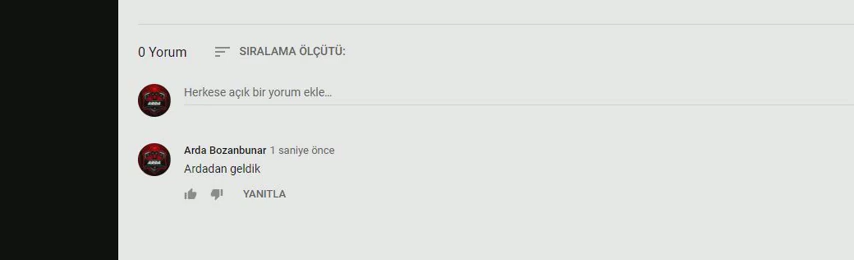 0 Yorum SIRALAMA ÖLÇÜTÜ:
Herkese açık bir yorum ekle...
Arda Bozanbunar 1 saniye önce
Ardadan geldik
YANITLA